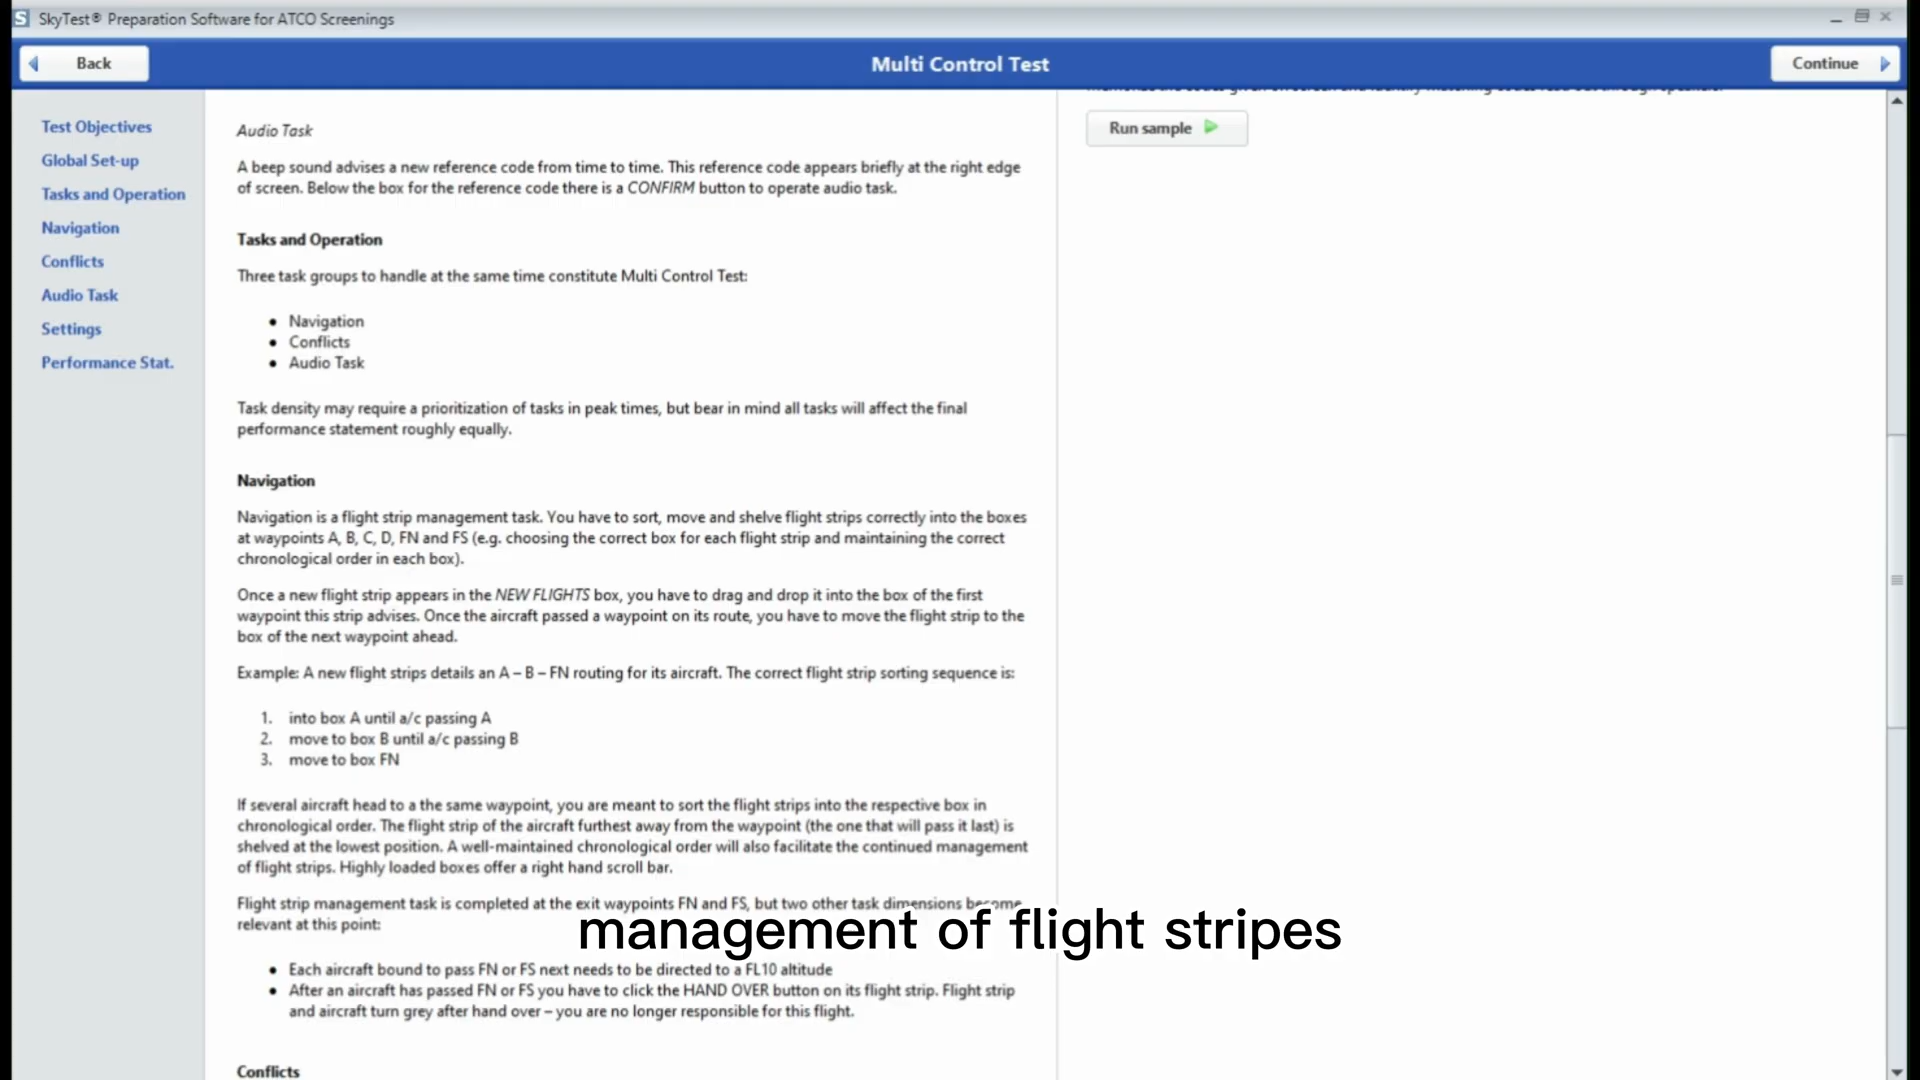 SkyTest® Preparation Software for ATCO Screenings
Back
Multi Control Test
Continue
Test Objectives
Global Set-up
Tasks and Operation
Navigation
Conflicts
Audio Task
Settings
Performance Stat.
Audio Task
A beep sound advises a new reference code from time to time. This reference code appears briefly at the right edge
of screen. Below the box for the reference code there is a CONFIRM button to operate audio task.
Tasks and Operation
Three task groups to handle at the same time constitute Multi Control Test:
• Navigation
• Conflicts
• Audio Task
Task density may require a prioritization of tasks in peak times, but bear in mind all tasks will affect the final
performance statement roughly equally.
Navigation
Navigation is a flight strip management task. You have to sort, move and shelve flight strips correctly into the boxes
at waypoints A, B, C, D, FN and FS (e.g. choosing the correct box for each flight strip and maintaining the correct
chronological order in each box).
Once a new flight strip appears in the NEW FLIGHTS box, you have to drag and drop it into the box of the first
waypoint this strip advises. Once the aircraft passed a waypoint on its route, you have to move the flight strip to the
box of the next waypoint ahead.
Example: A new flight strips details an A – B – FN routing for its aircraft. The correct flight strip sorting sequence is:
1. into box A until a/c passing A
2. move to box B until a/c passing B
3. move to box FN
If several aircraft head to a the same waypoint, you are meant to sort the flight strips into the respective box in
chronological order. The flight strip of the aircraft furthest away from the waypoint (the one that will pass it last) is
shelved at the lowest position. A well-maintained chronological order will also facilitate the continued management
of flight strips. Highly loaded boxes offer a right hand scroll bar.
Flight strip management task is completed at the exit waypoints FN and FS, but two other task dimensions become
relevant at this point:
• Each aircraft bound to pass FN or FS next needs to be directed to a FL10 altitude
• After an aircraft has passed FN or FS you have to click the HAND OVER button on its flight strip. Flight strip
and aircraft turn grey after hand over – you are no longer responsible for this flight.
Conflicts
Run sample
management of flight stripes